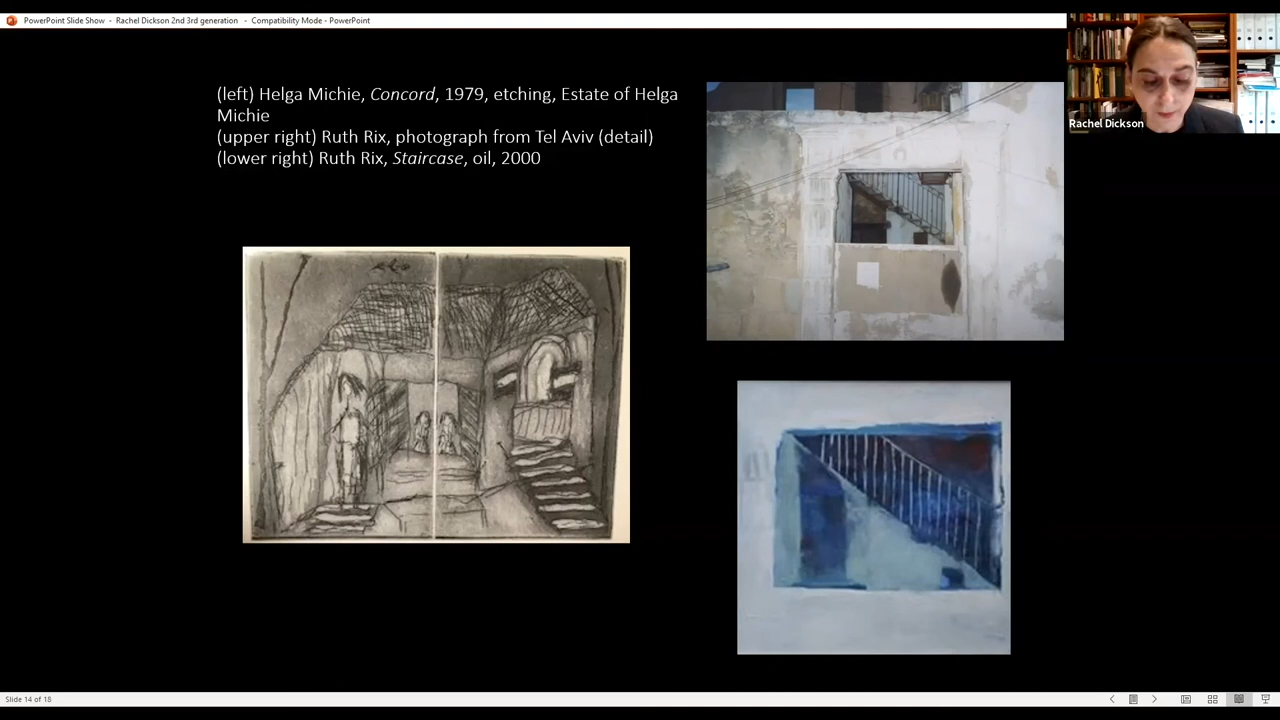 PowerPoint Slide Show - Rachel Dickson 2nd 3rd generation - Compatibility Mode - PowerPoint
(left) Helga Michie, Concord, 1979, etching, Estate of Helga
Michie
(upper right) Ruth Rix, photograph from Tel Aviv (detail)
(lower right) Ruth Rix, Staircase, oil, 2000
Rachel Dickson
Slide 14 of 18